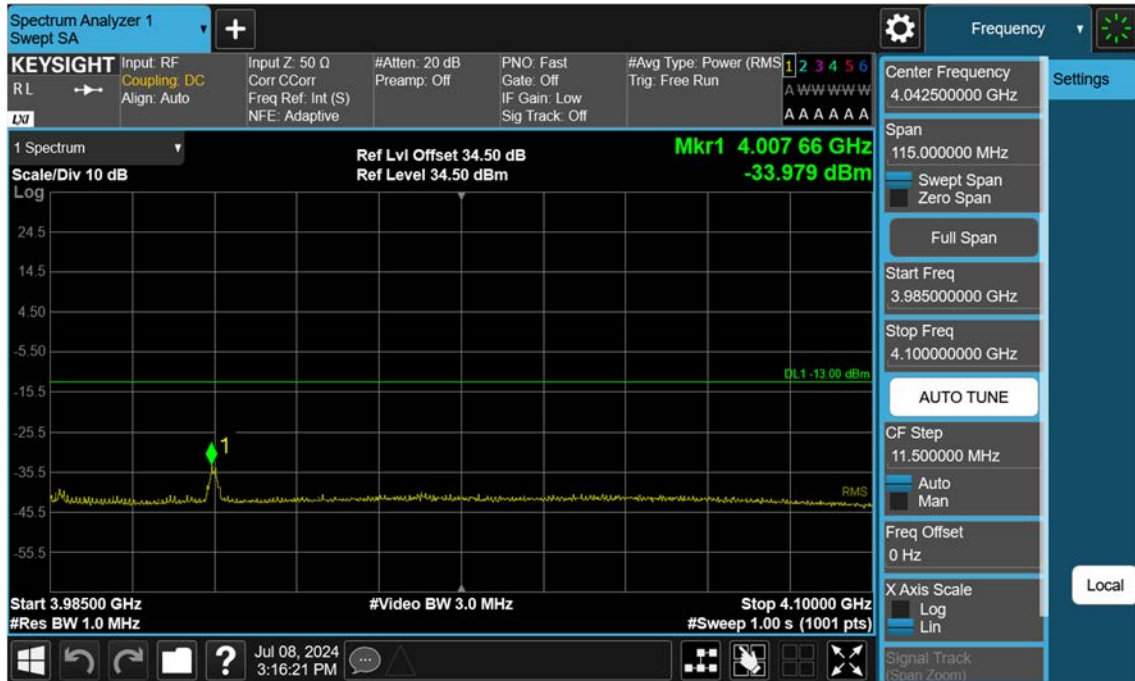 Spectrum Analyzer 1
Swept SA
+
Frequency
KEYSIGHT
RL
LXI
Input: RF
Coupling: DC
Align: Auto
Input Z: 50 Ω
Corr CCorr
Freq Ref: Int (S)
NFE: Adaptive
#Atten: 20 dB
Preamp: Off
PNO: Fast
Gate: Off
IF Gain: Low
Sig Track: Off
#Avg Type: Power (RMS
Trig: Free Run
1 2 3 4 5 6
A W W W W W
A A A A A A
1 Spectrum
Scale/Div 10 dB
Ref Lvl Offset 34.50 dB
Ref Level 34.50 dBm
Mkr1 4.007 66 GHz
-33.979 dBm
Log
24.5
14.5
4.50
-5.50
DL1 -13.00 dBm
-15.5
-25.5
1
-35.5
RMS
-45.5
-55.5
Start 3.98500 GHz
#Res BW 1.0 MHz
#Video BW 3.0 MHz
Stop 4.10000 GHz
#Sweep 1.00 s (1001 pts)
Center Frequency
4.042500000 GHz
Settings
Span
115.000000 MHz
Swept Span
Zero Span
Full Span
Start Freq
3.985000000 GHz
Stop Freq
4.100000000 GHz
AUTO TUNE
CF Step
11.500000 MHz
Auto
Man
Freq Offset
0 Hz
X Axis Scale
Log
Lin
Local
Signal Track
(Span Zoom)
?
Jul 08, 2024
3:16:21 PM